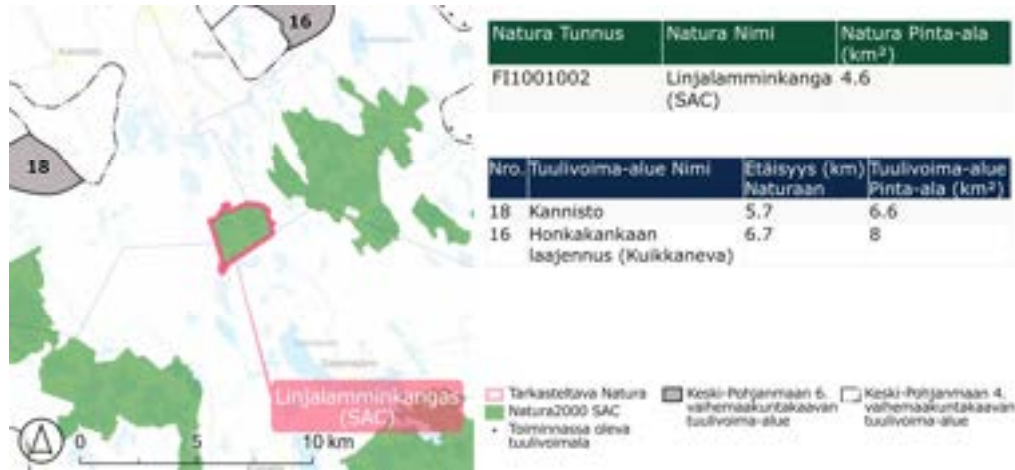 16
18
Linjalamminkangas
(SAC)
0 5 10 km
Natura Tunnus Natura Nimi Natura Pinta-ala
(km²)
FI1001002 Linjalamminkanga 4.6
(SAC)
Nro. Tuulivoima-alue Nimi Etäisyys (km) Tuulivoima-alue
Naturaan Pinta-ala (km²)
18 Kannisto 5.7 6.6
16 Honkakankaan 6.7 8
laajennus (Kuikkaneva)
Tarkasteltava Natura
Natura2000 SAC
Toiminnassa oleva
tuulivoimala
Keski-Pohjanmaan 6.
vaihemaakuntakaavan
tuulivoima-alue
Keski-Pohjanmaan 4.
vaihemaakuntakaavan
tuulivoima-alue